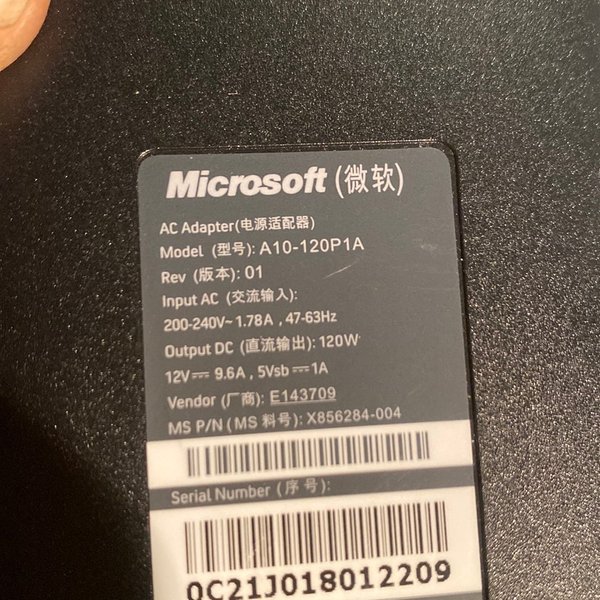 Microsoft (微软)
AC Adapter(电源适配器)
Model (型号): A10-120P1A
Rev (版本): 01
Input AC (交流输入):
200-240V~ 1.78A , 47-63Hz
Output DC (直流输出): 120W
12V⎓ 9.6A , 5Vsb⎓1A
Vendor (厂商): E143709
MS P/N ( MS 料号): X856284-004
Serial Number (序号):
0C21J018012209